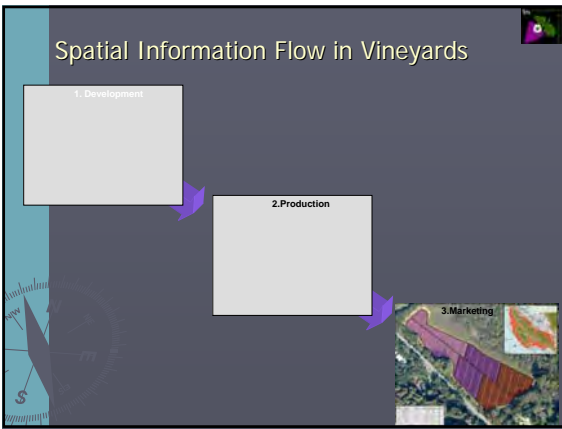 Spatial Information Flow in Vineyards
1. Development
2.Production
3.Marketing
N/W
N
S